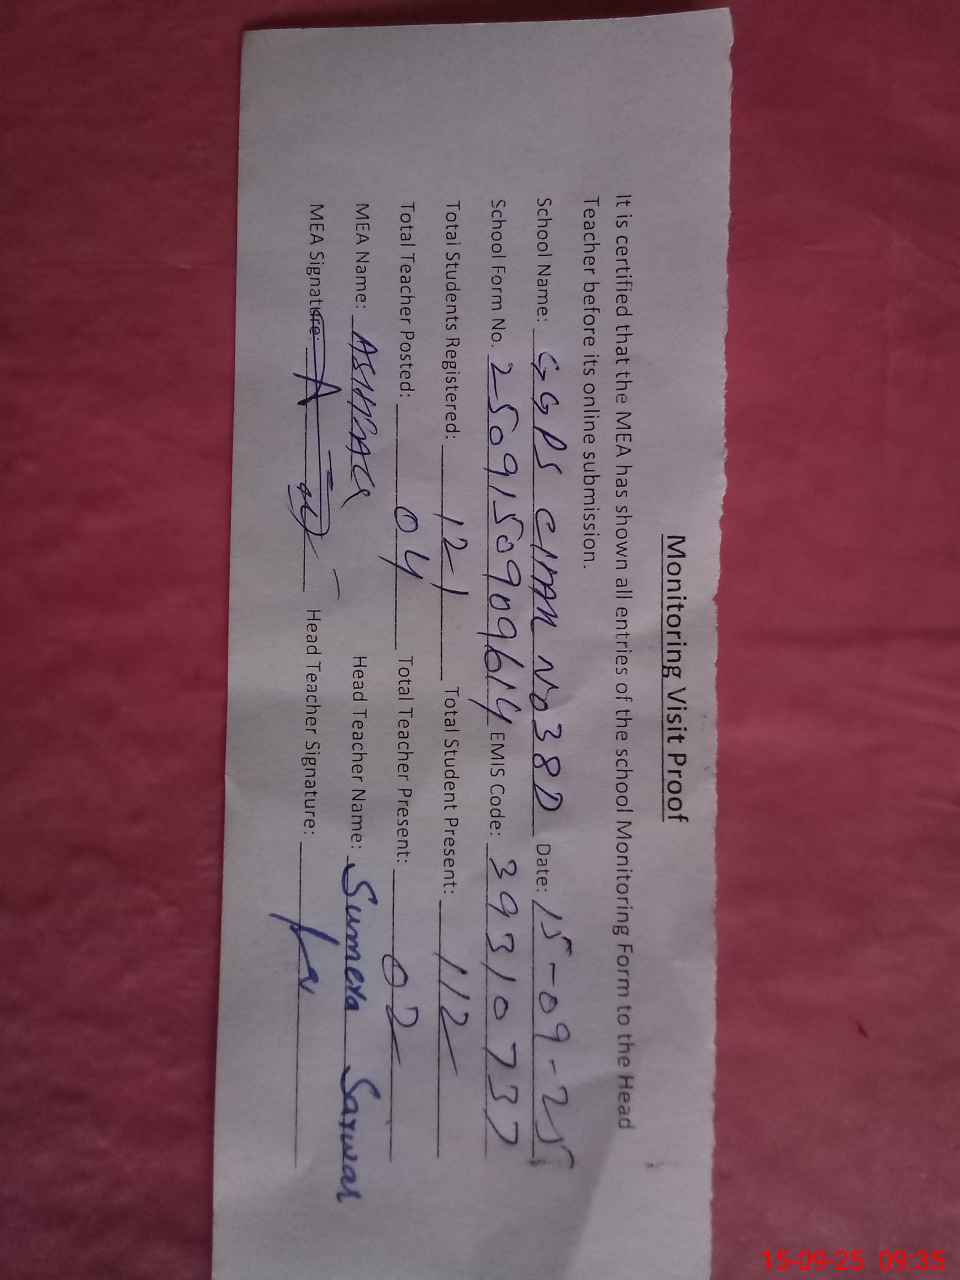 Monitoring Visit Proof
It is certified that the MEA has shown all entries of the school Monitoring Form to the Head
Teacher before its online submission.
School Name: GGPS CHAK No 38D Date: 15-09-25
School Form No. 2509150909614 EMIS Code: 39310737
Total Students Registered: 121 Total Student Present: 112
Total Teacher Posted: 04 Total Teacher Present: 02
MEA Name: Head Teacher Name: Sumera Sarwar
MEA Signature: Head Teacher Signature:
15-09-25 09:35